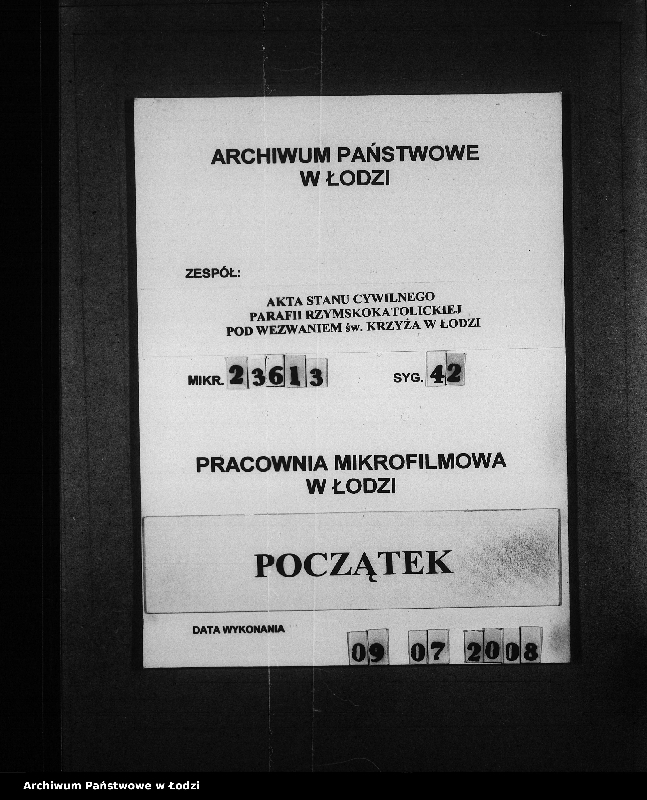 ARCHIWUM PAŃSTWOWE
W ŁODZI
ZESPÓŁ:
AKTA STANU CYWILNEGO
PARAFII RZYMSKOKATOLICKIEJ
POD WEZWANIEM św. KRZYŻA W ŁODZI
MIKR. 23613 SYG. 42
PRACOWNIA MIKROFILMOWA
W ŁODZI
POCZĄTEK
DATA WYKONANIA
09 07 2008
Archiwum Państwowe w Łodzi